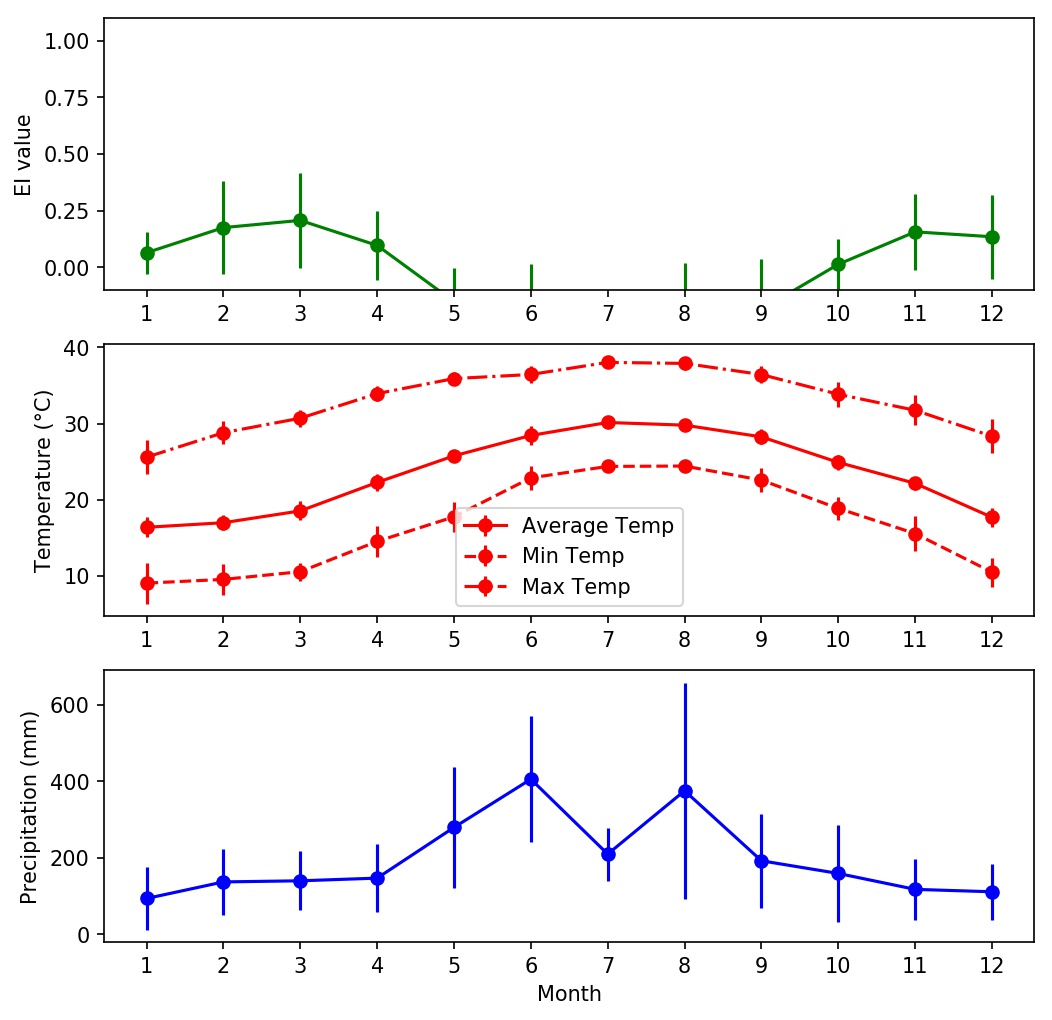 EI value
1.00
0.75
0.50
0.25
0.00
1 2 3 4 5 6 7 8 9 10 11 12
Temperature (°C)
40
30
20
10
Average Temp
Min Temp
Max Temp
1 2 3 4 5 6 7 8 9 10 11 12
Precipitation (mm)
600
400
200
0
1 2 3 4 5 6 7 8 9 10 11 12
Month